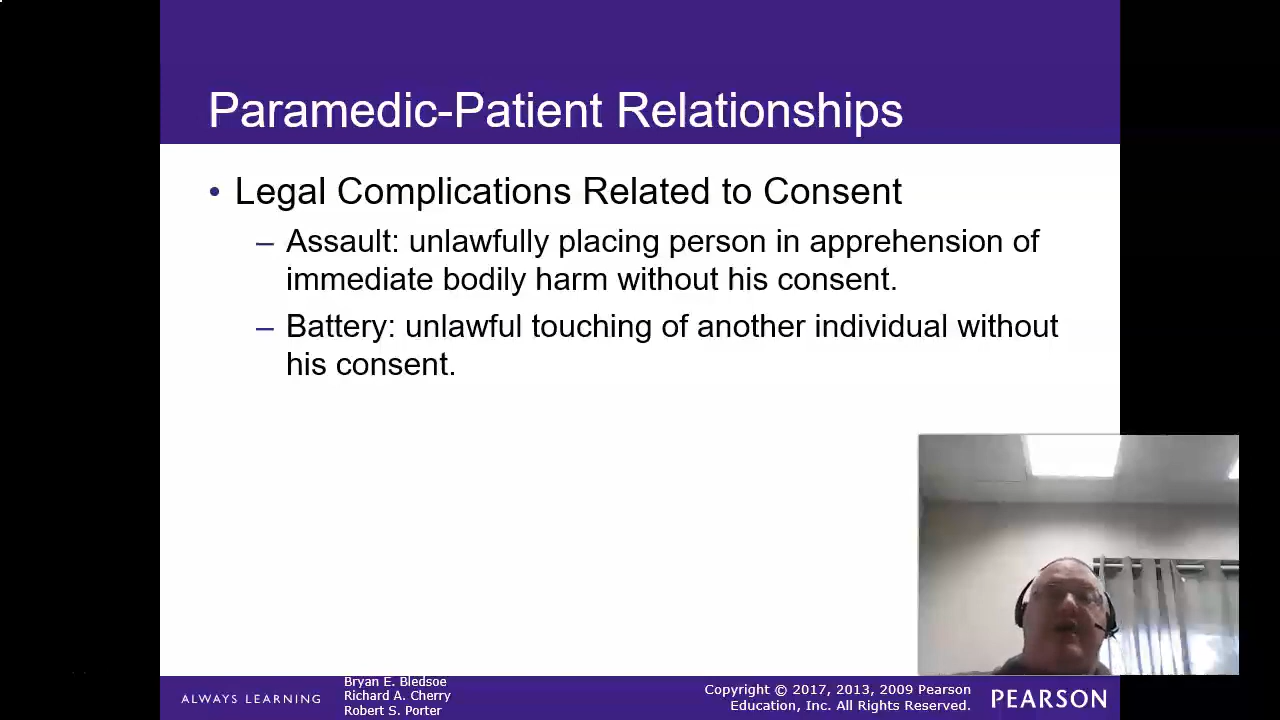 Paramedic-Patient Relationships
• Legal Complications Related to Consent
– Assault: unlawfully placing person in apprehension of
immediate bodily harm without his consent.
– Battery: unlawful touching of another individual without
his consent.
ALWAYS LEARNING
Bryan E. Bledsoe
Richard A. Cherry
Robert S. Porter
Copyright © 2017, 2013, 2009 Pearson
Education, Inc. All Rights Reserved.
PEARSON